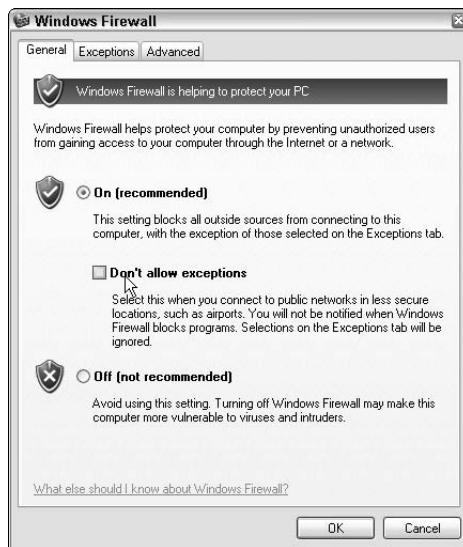 Windows Firewall
General Exceptions Advanced
Windows Firewall is helping to protect your PC
Windows Firewall helps protect your computer by preventing unauthorized users
from gaining access to your computer through the Internet or a network.
On (recommended)
This setting blocks all outside sources from connecting to this
computer, with the exception of those selected on the Exceptions tab.
Don't allow exceptions
Select this when you connect to public networks in less secure
locations, such as airports. You will not be notified when Windows
Firewall blocks programs. Selections on the Exceptions tab will be
ignored.
Off (not recommended)
Avoid using this setting. Turning off Windows Firewall may make this
computer more vulnerable to viruses and intruders.
What else should I know about Windows Firewall?
OK Cancel